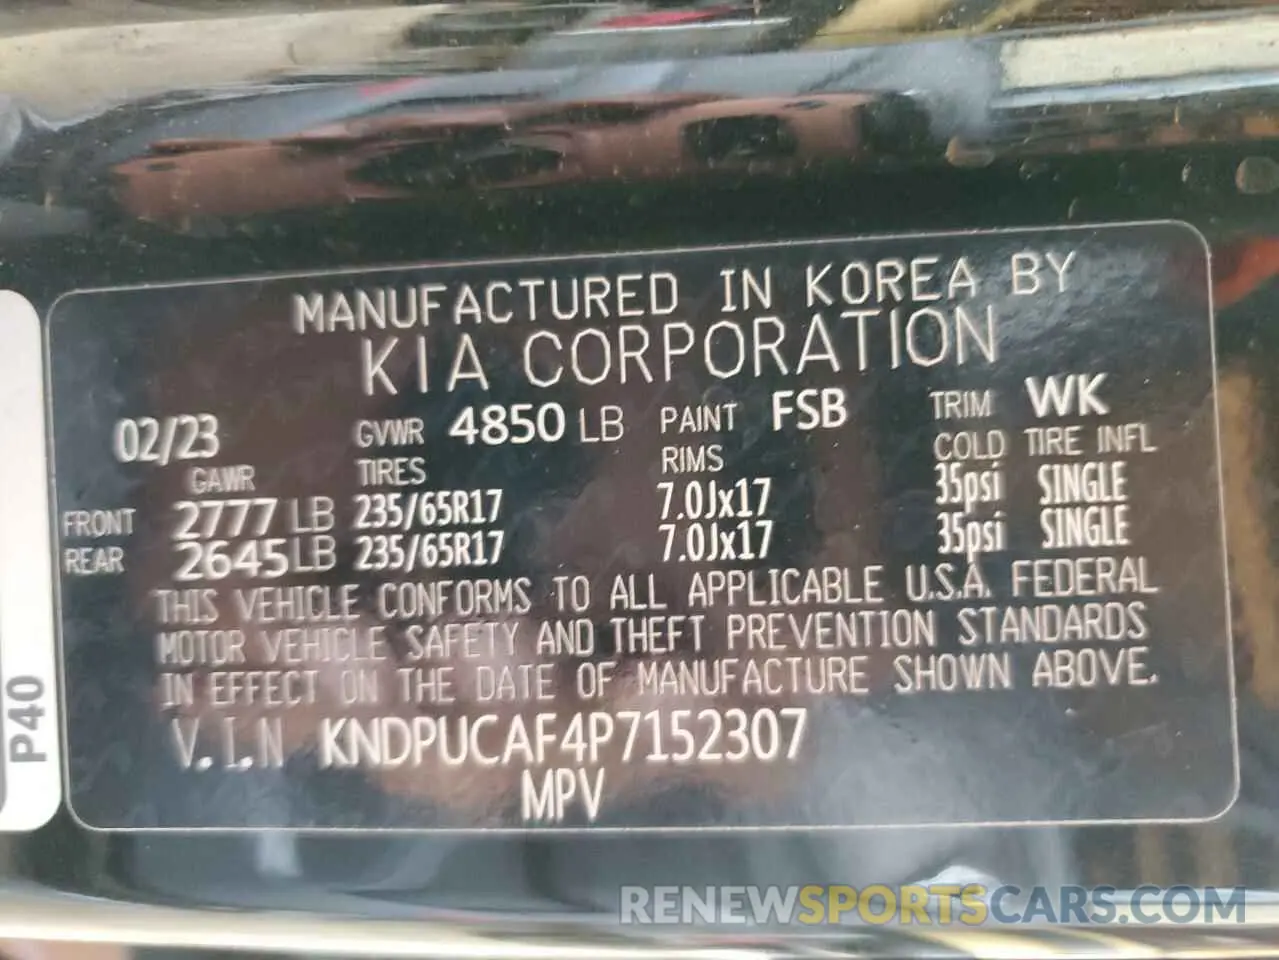 MANUFACTURED IN KOREA BY
KIA CORPORATION
02/23 GVWR 4850 LB PAINT FSB TRIM WK
GAWR TIRES RIMS COLD TIRE INFL
FRONT 2777 LB 235/65R17 7.0Jx17 35psi SINGLE
REAR 2645 LB 235/65R17 7.0Jx17 35psi SINGLE
THIS VEHICLE CONFORMS TO ALL APPLICABLE U.S.A. FEDERAL
MOTOR VEHICLE SAFETY AND THEFT PREVENTION STANDARDS
IN EFFECT ON THE DATE OF MANUFACTURE SHOWN ABOVE.
V.I.N KNDPUCAF4P7152307
MPV
P40
RENEWSPORTSCARS.COM